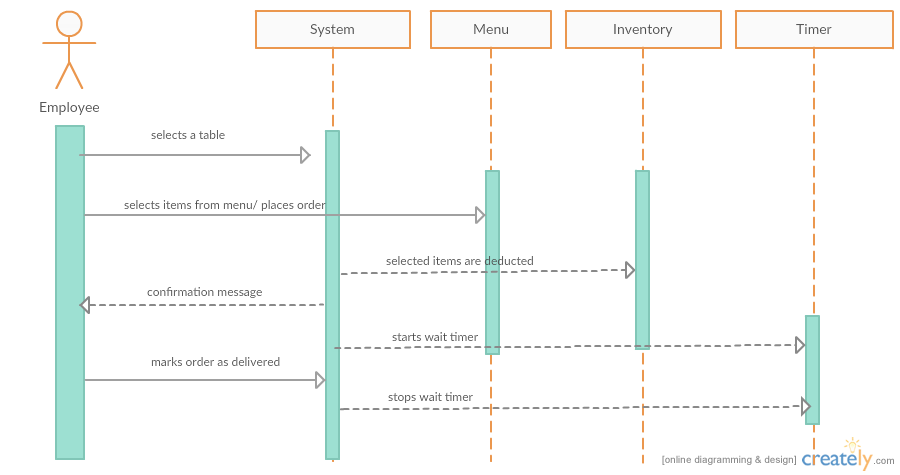 System
Menu
Inventory
Timer
Employee
selects a table
selects items from menu/ places order
selected items are deducted
confirmation message
starts wait timer
marks order as delivered
stops wait timer
[online diagramming & design] creately.com